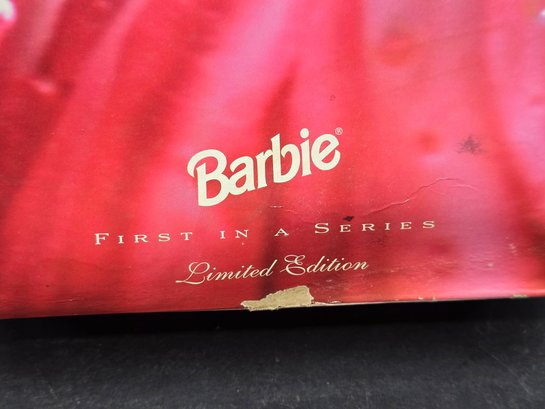 Barbie®
First in a Series
Limited Edition